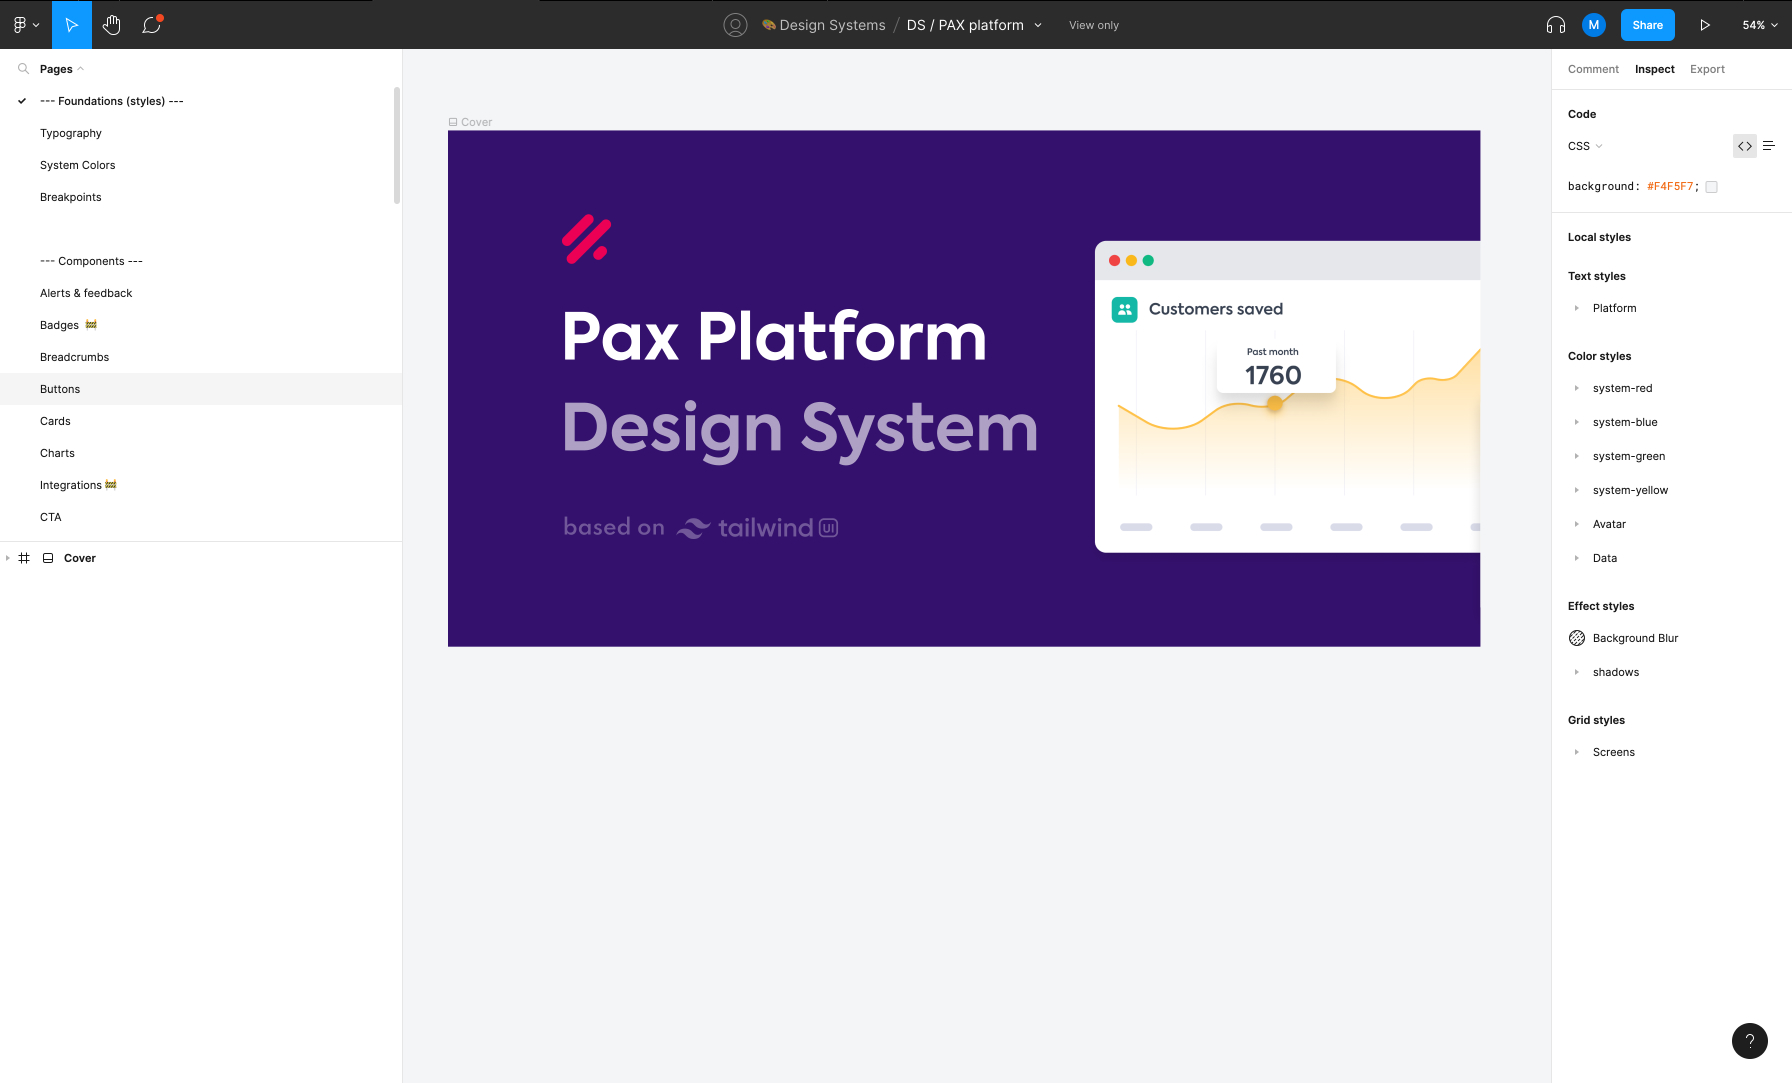 Design Systems / DS / PAX platform
View only
M
Share
54%
Pages
--- Foundations (styles) ---
Typography
System Colors
Breakpoints
--- Components ---
Alerts & feedback
Badges
Breadcrumbs
Buttons
Cards
Charts
Integrations
CTA
Cover
Cover
Pax Platform
Design System
based on tailwind UI
Customers saved
Past month
1760
Comment Inspect Export
Code
CSS
background: #F4F5F7;
Local styles
Text styles
Platform
Color styles
system-red
system-blue
system-green
system-yellow
Avatar
Data
Effect styles
Background Blur
shadows
Grid styles
Screens
?